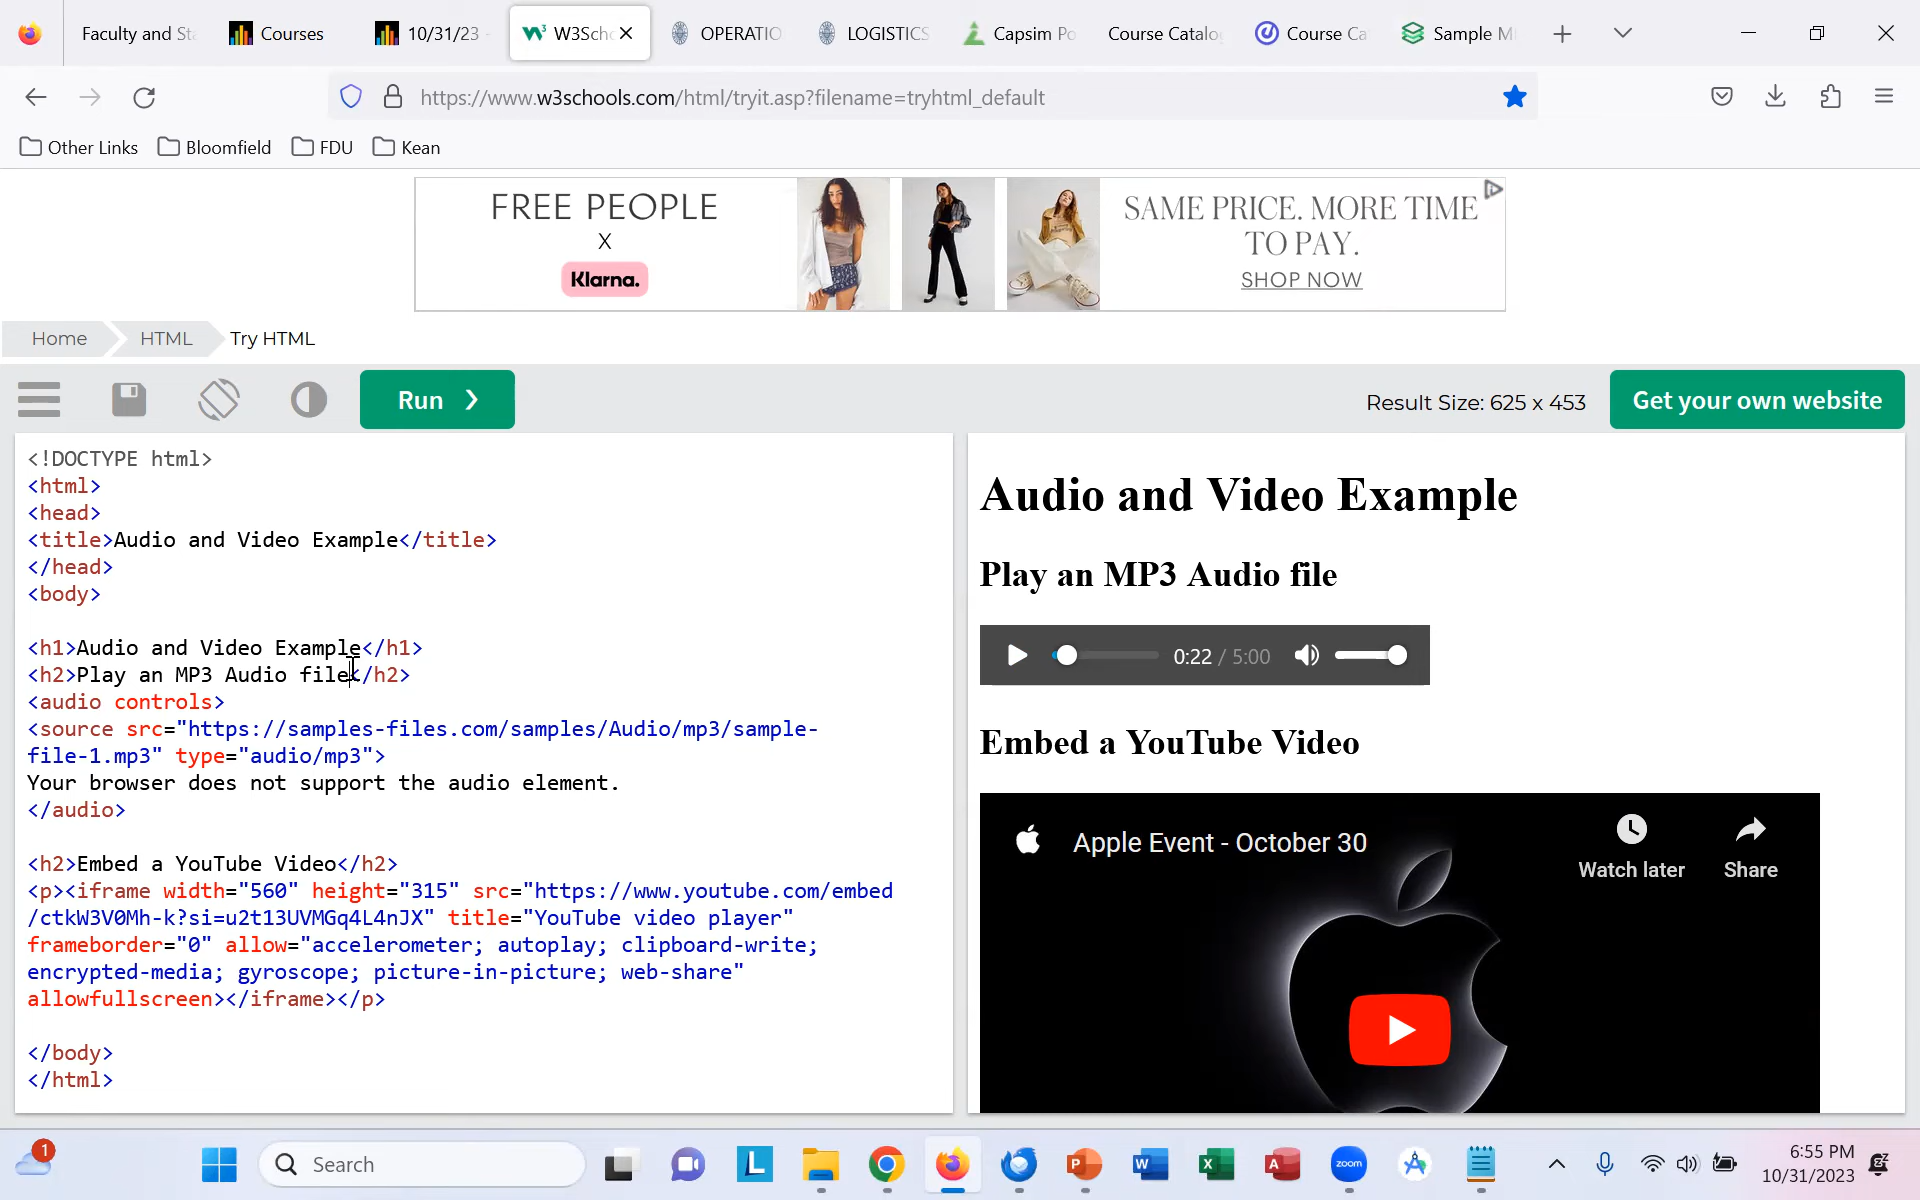 Faculty and Sta
Courses
10/31/23 -
W3Scho
OPERATIO
LOGISTICS
Capsim Po
Course Catalo
Course Ca
Sample M
https://www.w3schools.com/html/tryit.asp?filename=tryhtml_default
Other Links
Bloomfield
FDU
Kean
FREE PEOPLE
X
Klarna.
SAME PRICE. MORE TIME
TO PAY.
SHOP NOW
Home
HTML
Try HTML
Run ❯
Result Size: 625 x 453
Get your own website
<!DOCTYPE html>
<html>
<head>
<title>Audio and Video Example</title>
</head>
<body>
<h1>Audio and Video Example</h1>
<h2>Play an MP3 Audio file</h2>
<audio controls>
<source src="https://samples-files.com/samples/Audio/mp3/sample-
file-1.mp3" type="audio/mp3">
Your browser does not support the audio element.
</audio>
<h2>Embed a YouTube Video</h2>
<p><iframe width="560" height="315" src="https://www.youtube.com/embed
/ctkW3V0Mh-k?si=u2t13UVMGq4L4nJX" title="YouTube video player"
frameborder="0" allow="accelerometer; autoplay; clipboard-write;
encrypted-media; gyroscope; picture-in-picture; web-share"
allowfullscreen></iframe></p>
</body>
</html>
Audio and Video Example
Play an MP3 Audio file
0:22 / 5:00
Embed a YouTube Video
Apple Event - October 30
Watch later
Share
1
Search
L
P
W
X
A
zoom
6:55 PM
10/31/2023